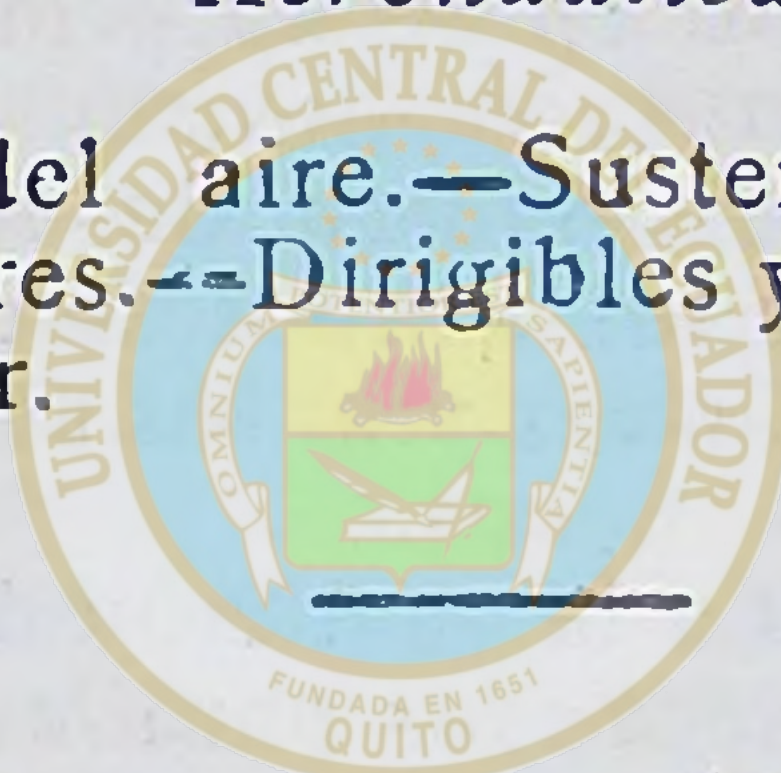 del aire.—Susten
res.--Dirigibles y
r.
UNIVERSIDAD CENTRAL DEL ECUADOR
OMNIUM POTENTIOR EST SAPIENTIA
FUNDADA EN 1651
QUITO